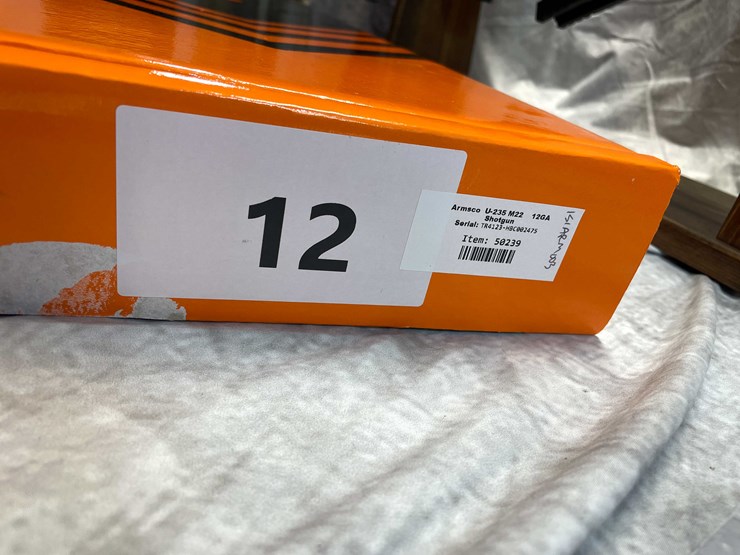 12
Armsco U-235 M22 12GA
Shotgun
Serial: TR4123-HBC002475
Item: 50239